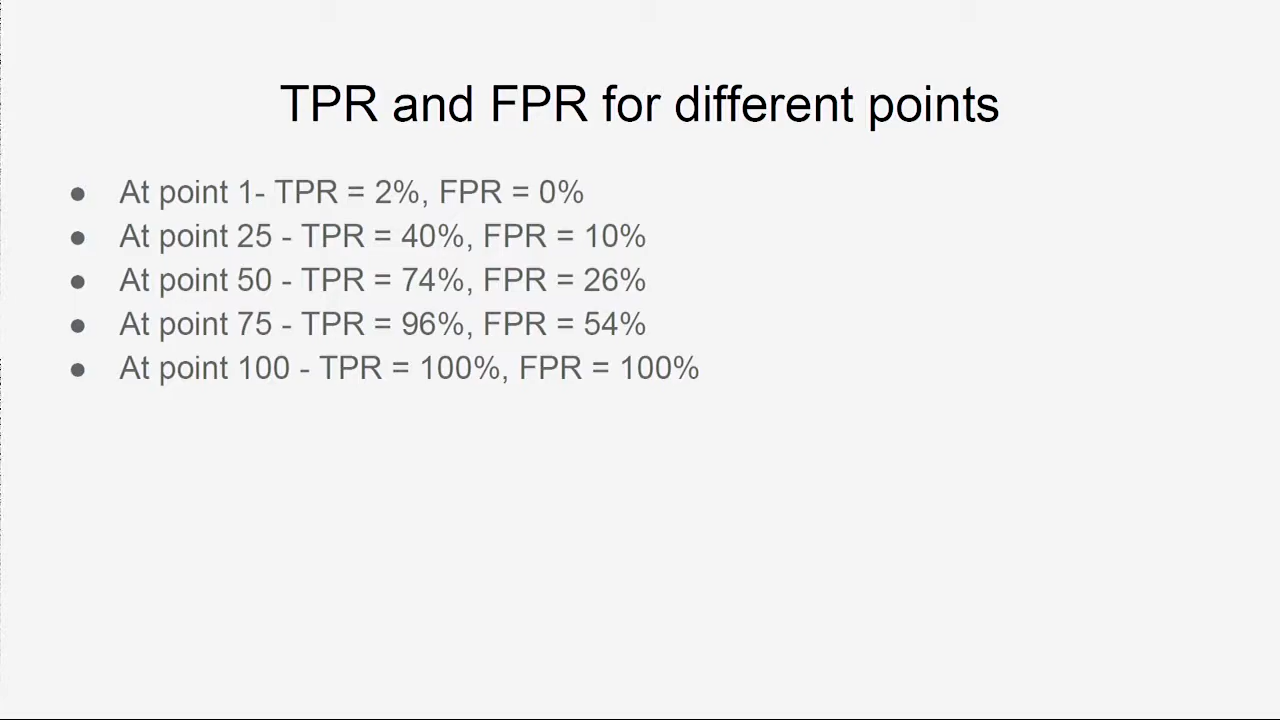 TPR and FPR for different points
● At point 1- TPR = 2%, FPR = 0%
● At point 25 - TPR = 40%, FPR = 10%
● At point 50 - TPR = 74%, FPR = 26%
● At point 75 - TPR = 96%, FPR = 54%
● At point 100 - TPR = 100%, FPR = 100%